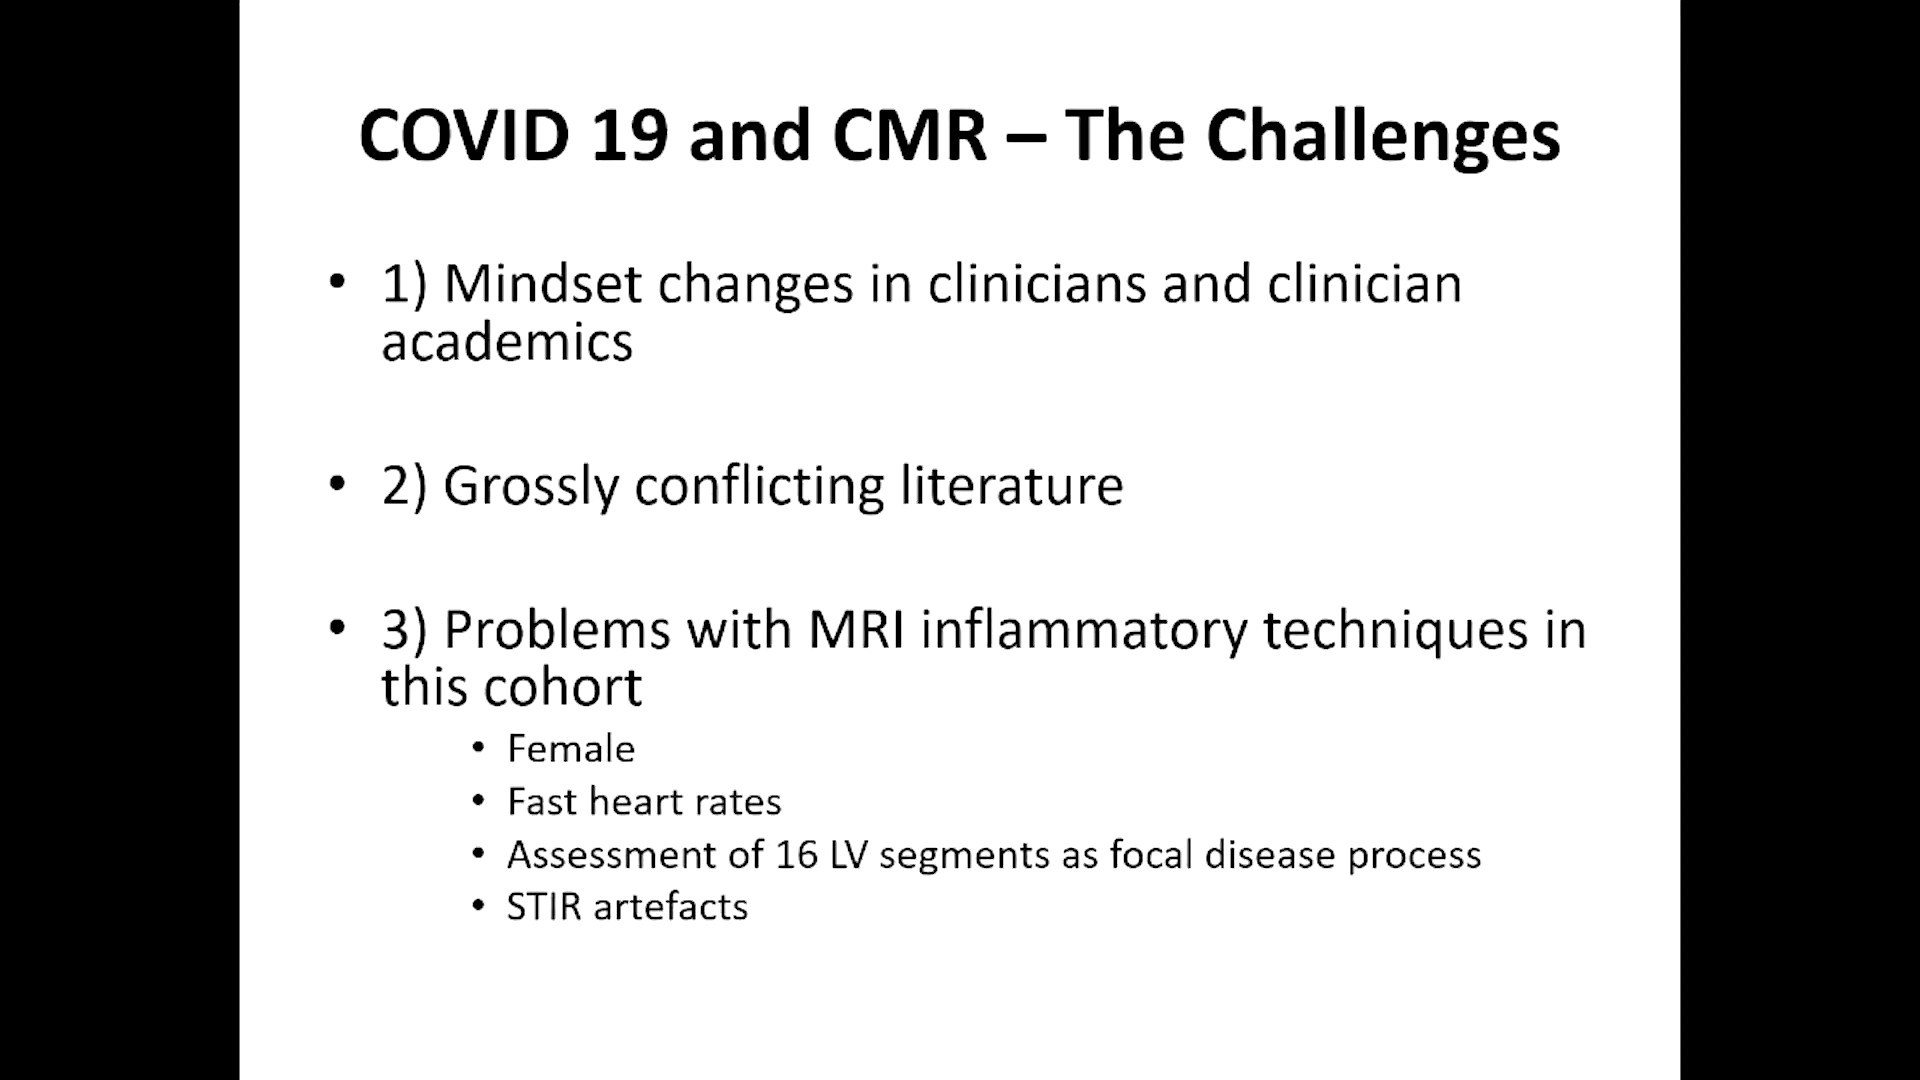 COVID 19 and CMR – The Challenges
• 1) Mindset changes in clinicians and clinician
academics
• 2) Grossly conflicting literature
• 3) Problems with MRI inflammatory techniques in
this cohort
• Female
• Fast heart rates
• Assessment of 16 LV segments as focal disease process
• STIR artefacts